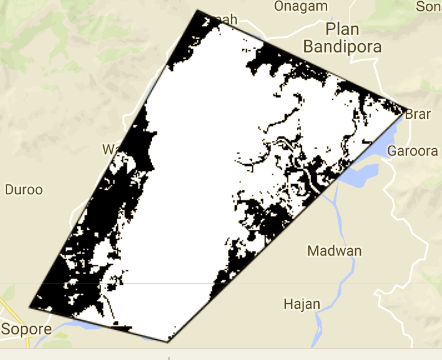 Onagam
Son
Plan
Bandipora
Brar
Garoora
Duroo
Madwan
Hajan
Sopore